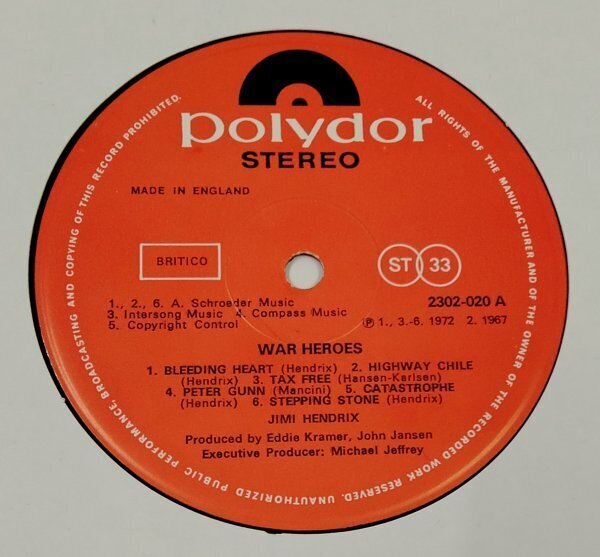 polydor
STEREO
MADE IN ENGLAND
BRITICO
ST 33
1., 2., 6. A. Schroeder Music
3. Intersong Music 4. Compass Music
5. Copyright Control
2302-020 A
℗ 1., 3.-6. 1972 2. 1967
WAR HEROES
1. BLEEDING HEART (Hendrix) 2. HIGHWAY CHILE
(Hendrix) 3. TAX FREE (Hansen-Karlsen)
4. PETER GUNN (Mancini) 5. CATASTROPHE
(Hendrix) 6. STEPPING STONE (Hendrix)
JIMI HENDRIX
Produced by Eddie Kramer, John Jansen
Executive Producer: Michael Jeffrey
ALL RIGHTS OF THE MANUFACTURER AND OF THE OWNER OF THE RECORDED WORK RESERVED. UNAUTHORIZED PUBLIC PERFORMANCE, BROADCASTING AND COPYING OF THIS RECORD PROHIBITED.